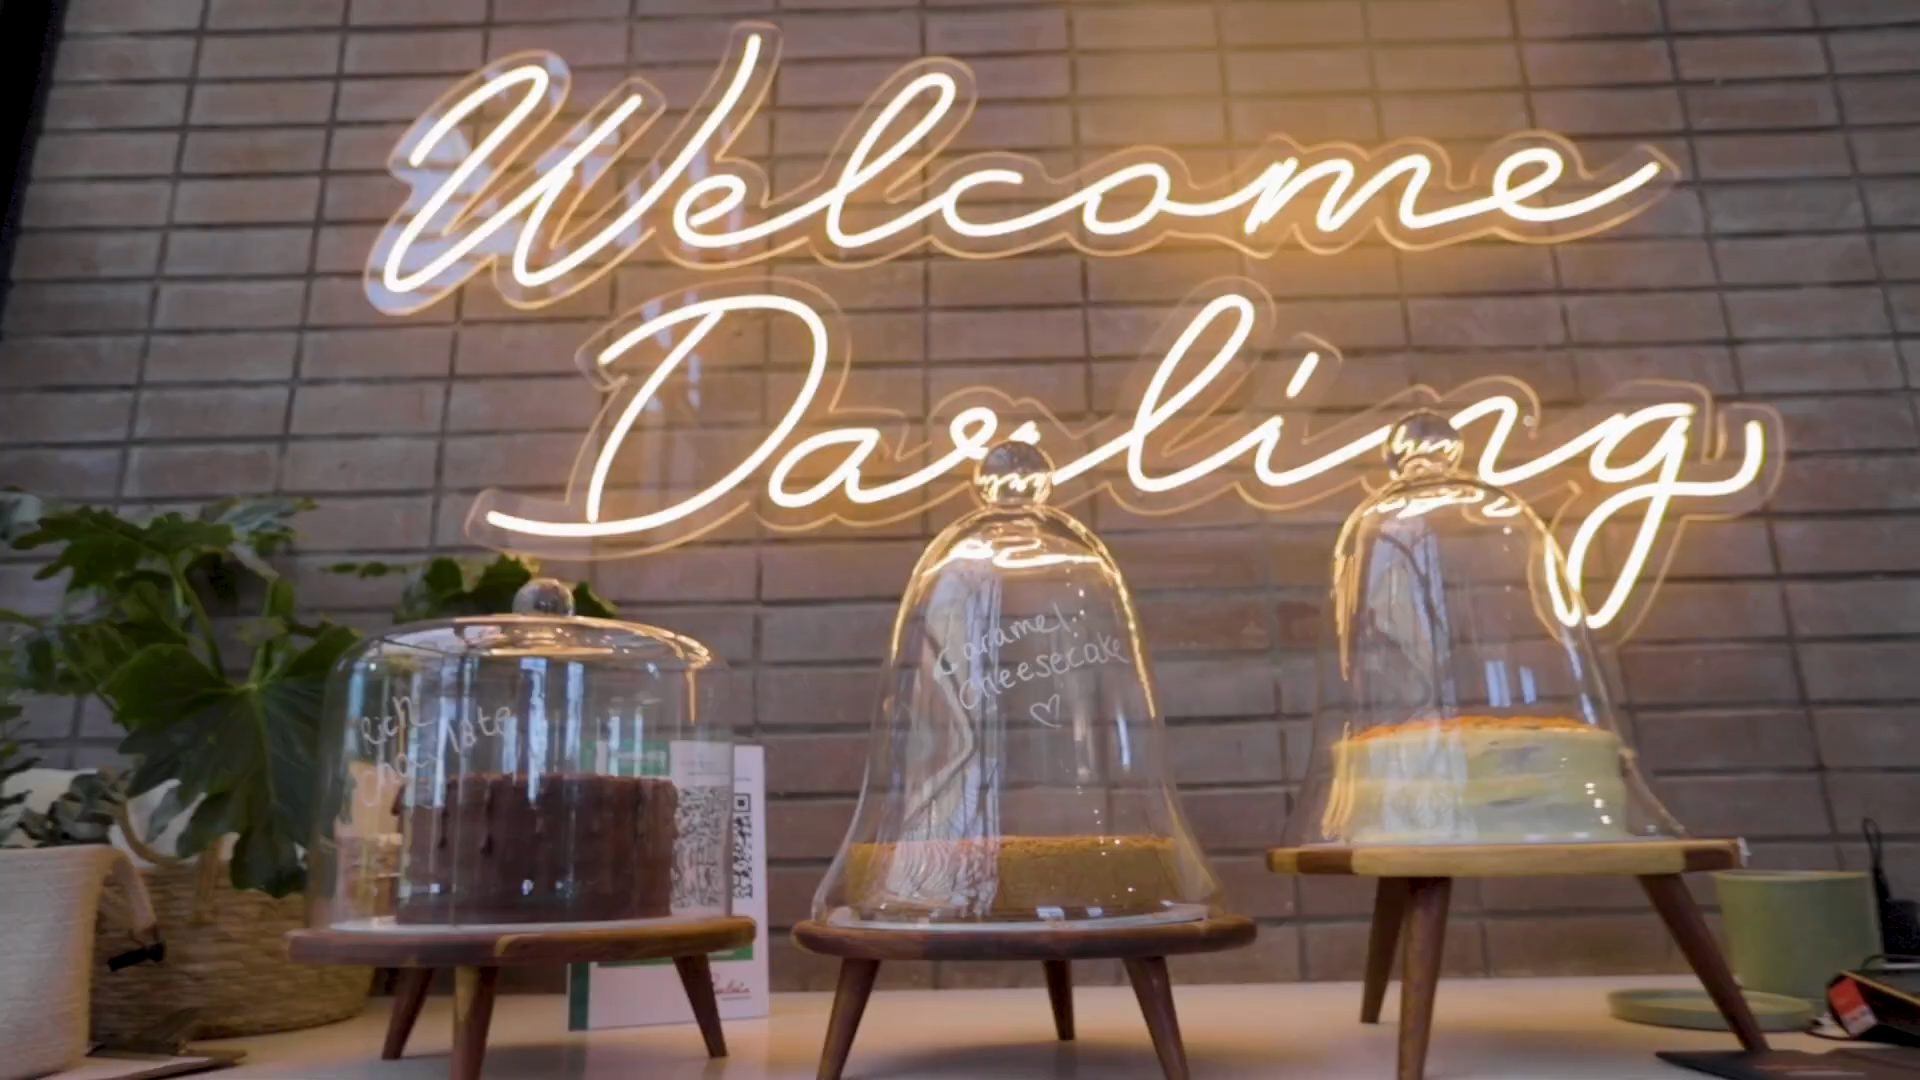 Welcome
Darling
Rich
chocolate
Caramel
cheesecake